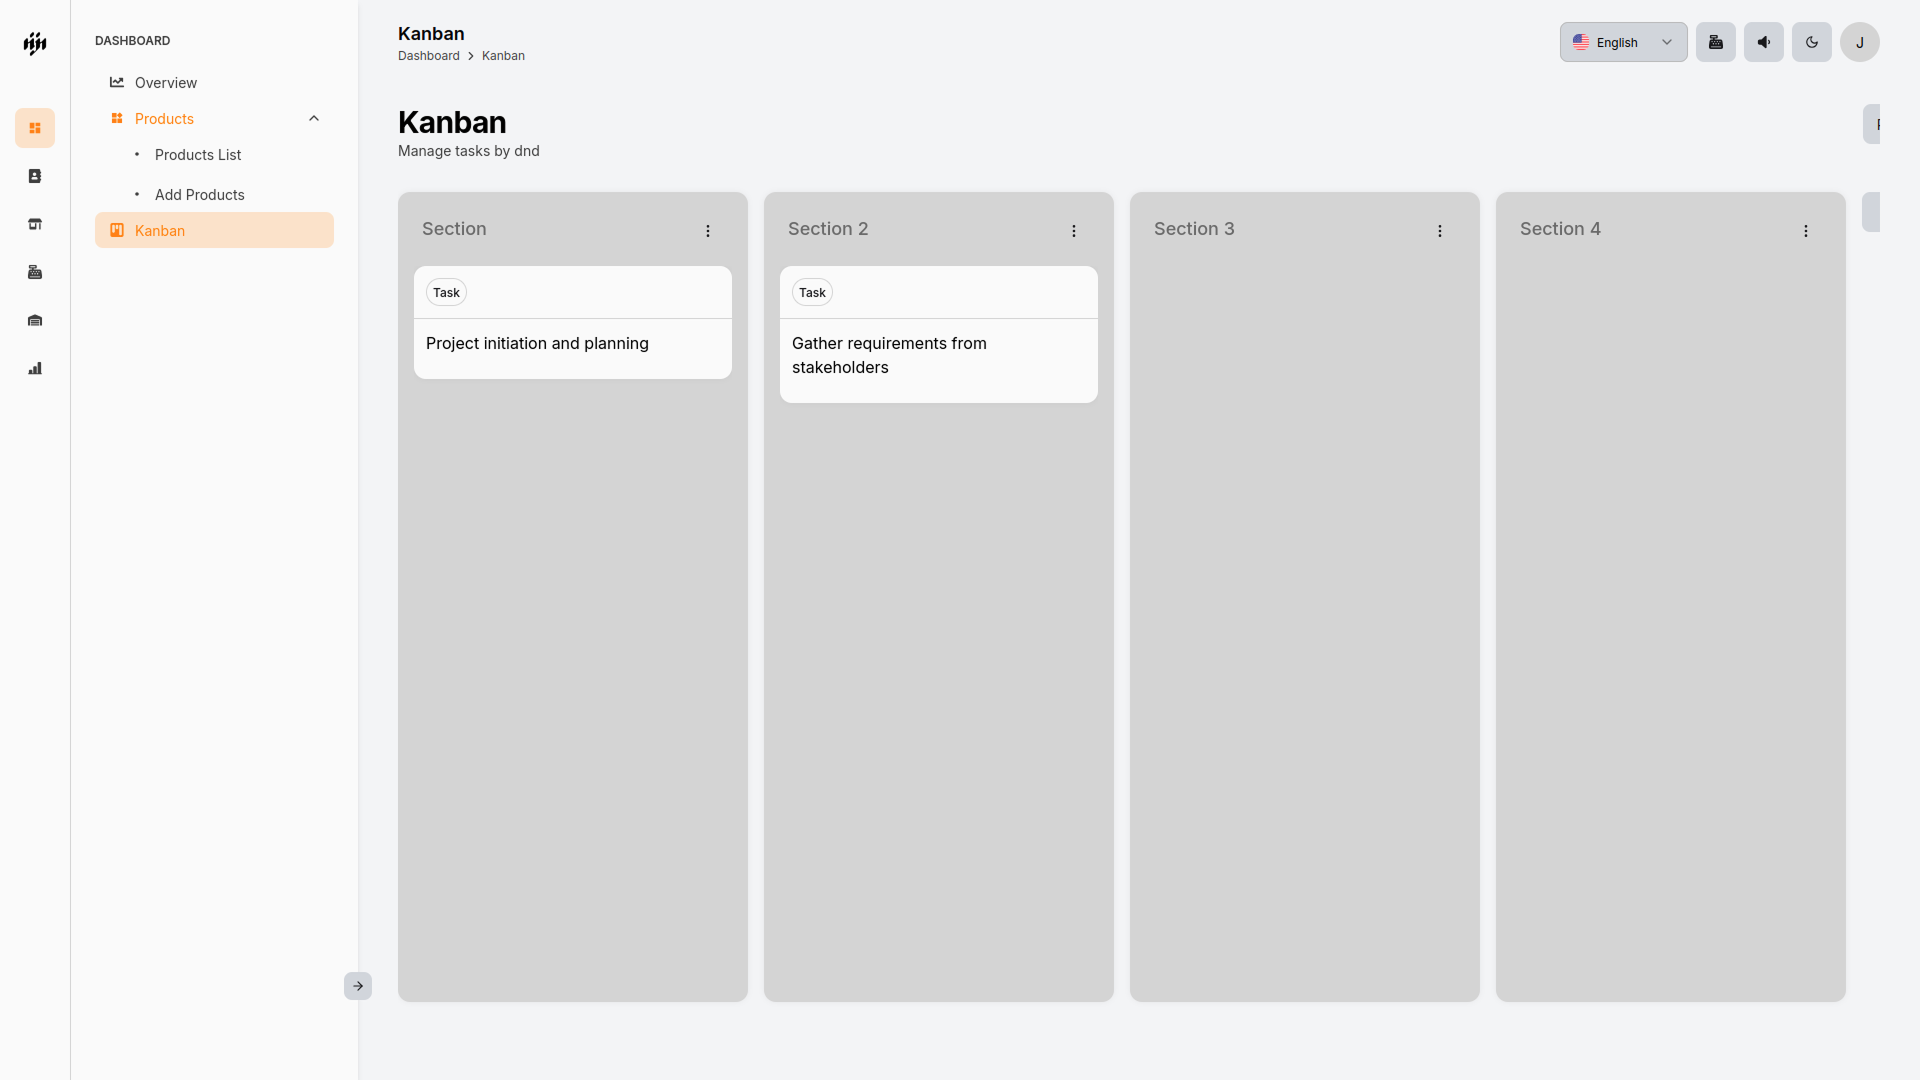 DASHBOARD
Overview
Products
Products List
Add Products
Kanban
Kanban
Dashboard
Kanban
English
J
Kanban
Manage tasks by dnd
Section
Task
Project initiation and planning
Section 2
Task
Gather requirements from
stakeholders
Section 3
Section 4